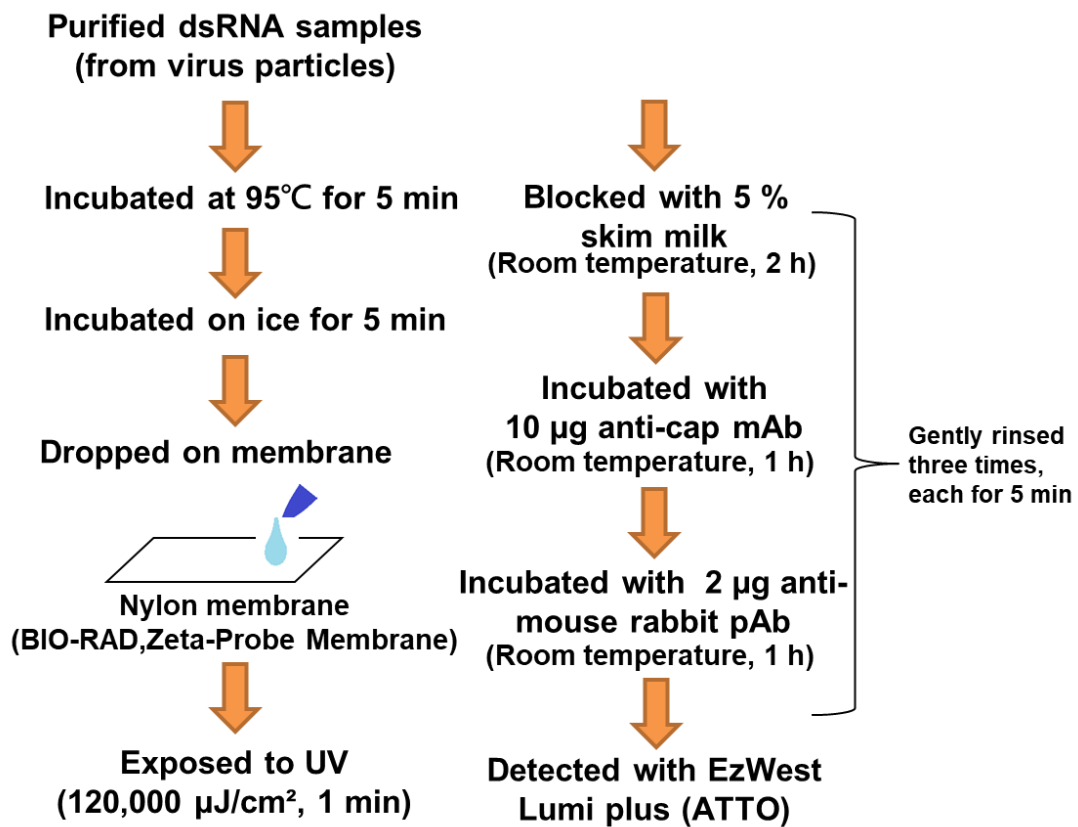 Purified dsRNA samples
(from virus particles)
Incubated at 95℃ for 5 min
Incubated on ice for 5 min
Dropped on membrane
Nylon membrane
(BIO-RAD,Zeta-Probe Membrane)
Exposed to UV
(120,000 µJ/cm², 1 min)
Blocked with 5 %
skim milk
(Room temperature, 2 h)
Incubated with
10 µg anti-cap mAb
(Room temperature, 1 h)
Incubated with 2 µg anti-
mouse rabbit pAb
(Room temperature, 1 h)
Detected with EzWest
Lumi plus (ATTO)
Gently rinsed
three times,
each for 5 min